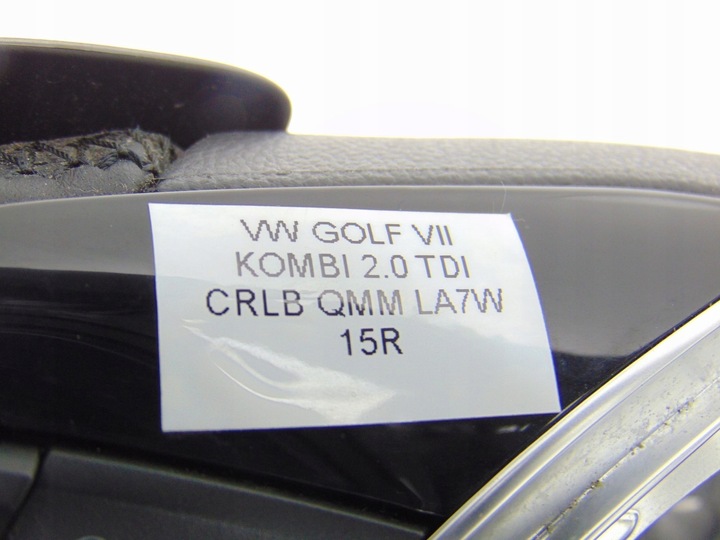 VW GOLF VII
KOMBI 2.0 TDI
CRLB QMM LA7W
15R